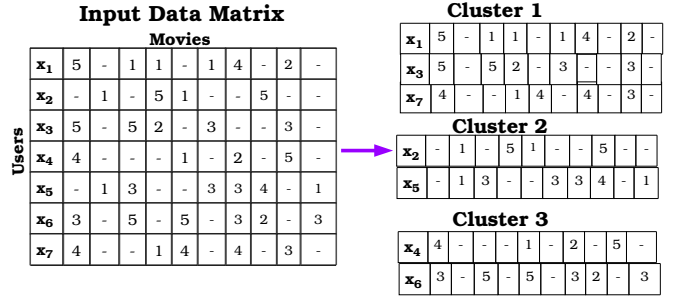 Input Data Matrix
Movies
Users
x1 5 - 1 1 - 1 4 - 2 -
x2 - 1 - 5 1 - - 5 - -
x3 5 - 5 2 - 3 - - 3 -
x4 4 - - - 1 - 2 - 5 -
x5 - 1 3 - - 3 3 4 - 1
x6 3 - 5 - 5 - 3 2 - 3
x7 4 - - 1 4 - 4 - 3 -
Cluster 1
x1 5 - 1 1 - 1 4 - 2 -
x3 5 - 5 2 - 3 - - 3 -
x7 4 - - 1 4 - 4 - 3 -
Cluster 2
x2 - 1 - 5 1 - - 5 - -
x5 - 1 3 - - 3 3 4 - 1
Cluster 3
x4 4 - - - 1 - 2 - 5 -
x6 3 - 5 - 5 - 3 2 - 3